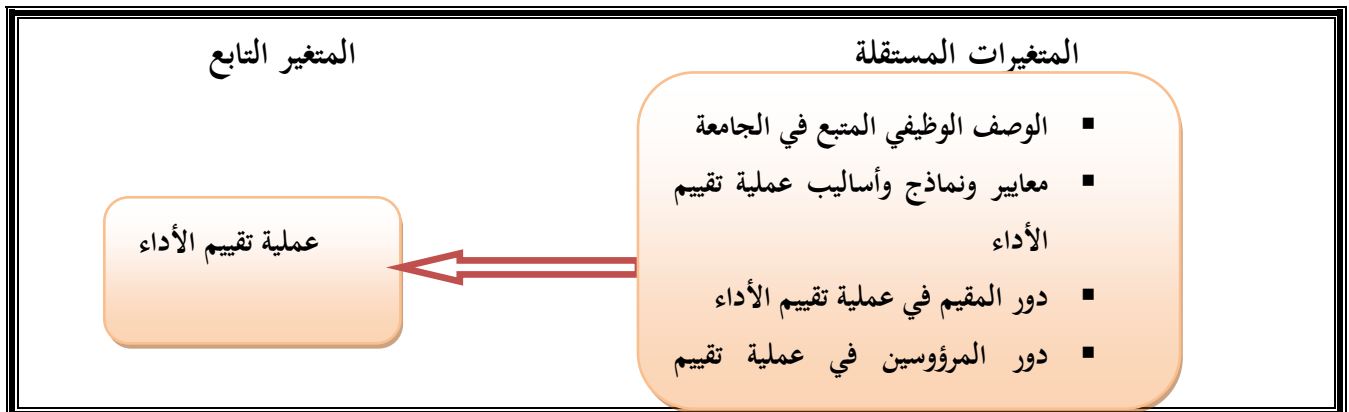 المتغيرات المستقلة
المتغير التابع
▪ الوصف الوظيفي المتبع في الجامعة
▪ معايير ونماذج وأساليب عملية تقييم
الأداء
▪ دور المقيم في عملية تقييم الأداء
▪ دور المرؤوسين في عملية تقييم
عملية تقييم الأداء